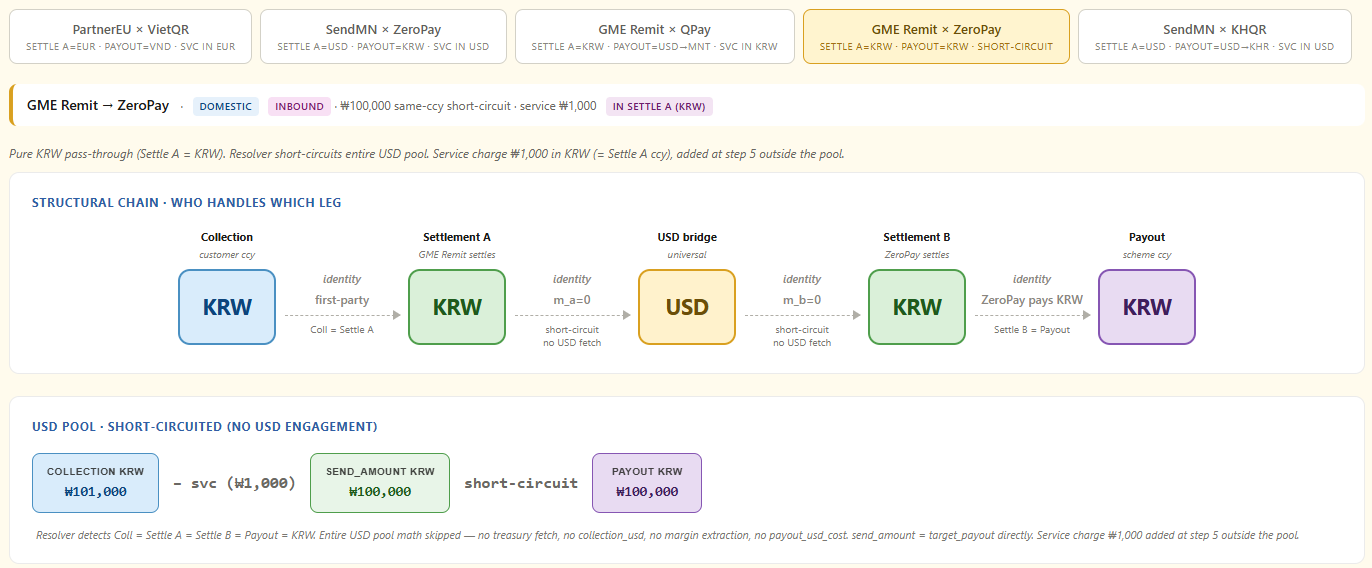 PartnerEU × VietQR
SETTLE A=EUR · PAYOUT=VND · SVC IN EUR
SendMN × ZeroPay
SETTLE A=USD · PAYOUT=KRW · SVC IN USD
GME Remit × QPay
SETTLE A=KRW · PAYOUT=USD→MNT · SVC IN KRW
GME Remit × ZeroPay
SETTLE A=KRW · PAYOUT=KRW · SHORT-CIRCUIT
SendMN × KHQR
SETTLE A=USD · PAYOUT=USD→KHR · SVC IN USD
GME Remit → ZeroPay · DOMESTIC INBOUND · ₩100,000 same-ccy short-circuit · service ₩1,000 IN SETTLE A (KRW)
Pure KRW pass-through (Settle A = KRW). Resolver short-circuits entire USD pool. Service charge ₩1,000 in KRW (= Settle A ccy), added at step 5 outside the pool.
STRUCTURAL CHAIN · WHO HANDLES WHICH LEG
Collection
customer ccy
KRW
identity
first-party
Coll = Settle A
Settlement A
GME Remit settles
KRW
identity
m_a=0
short-circuit
no USD fetch
USD bridge
universal
USD
identity
m_b=0
short-circuit
no USD fetch
Settlement B
ZeroPay settles
KRW
identity
ZeroPay pays KRW
Settle B = Payout
Payout
scheme ccy
KRW
USD POOL · SHORT-CIRCUITED (NO USD ENGAGEMENT)
COLLECTION KRW
₩101,000
− svc (₩1,000)
SEND_AMOUNT KRW
₩100,000
short-circuit
PAYOUT KRW
₩100,000
Resolver detects Coll = Settle A = Settle B = Payout = KRW. Entire USD pool math skipped — no treasury fetch, no collection_usd, no margin extraction, no payout_usd_cost. send_amount = target_payout directly. Service charge ₩1,000 added at step 5 outside the pool.